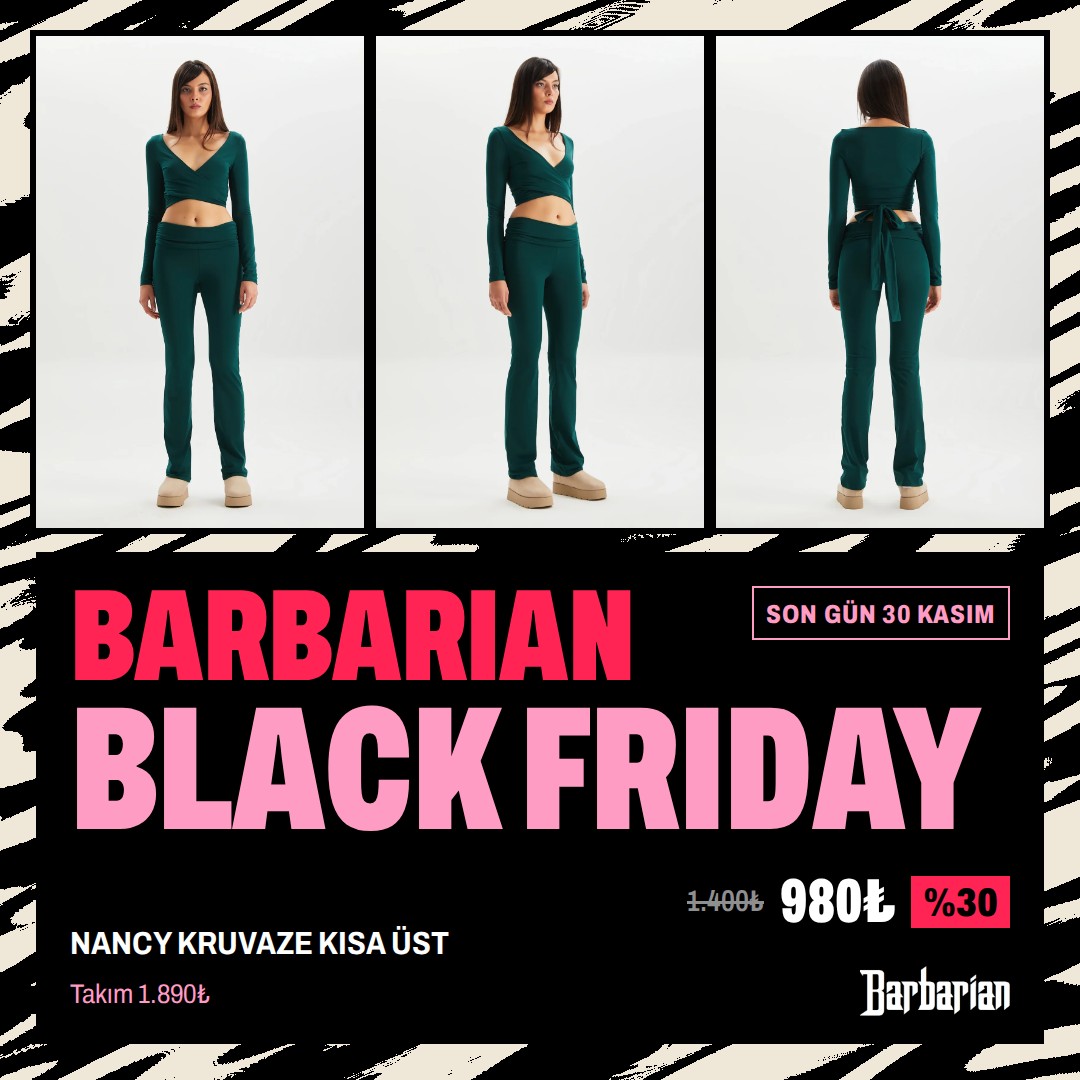 BARBARIAN
SON GÜN 30 KASIM
BLACK FRIDAY
1.400₺ 980₺ %30
NANCY KRUVAZE KISA ÜST
Takım 1.890₺
Barbarian